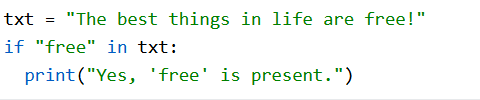 txt = "The best things in life are free!"
if "free" in txt:
  print("Yes, 'free' is present.")